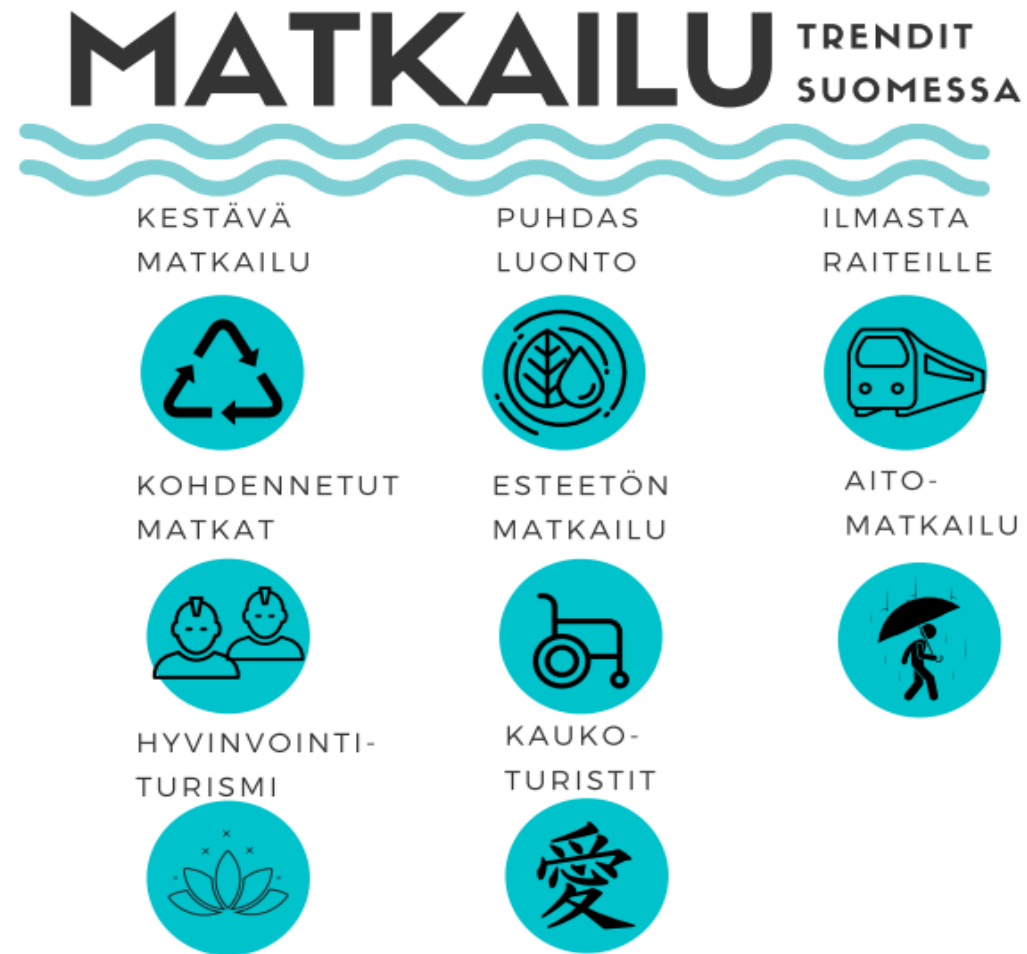 MATKAILU
TRENDIT
SUOMESSA
KESTÄVÄ
MATKAILU
PUHDAS
LUONTO
ILMASTA
RAITEILLE
KOHDENNETUT
MATKAT
ESTEETÖN
MATKAILU
AITO-
MATKAILU
HYVINVOINTI-
TURISMI
KAUKO-
TURISTIT
愛